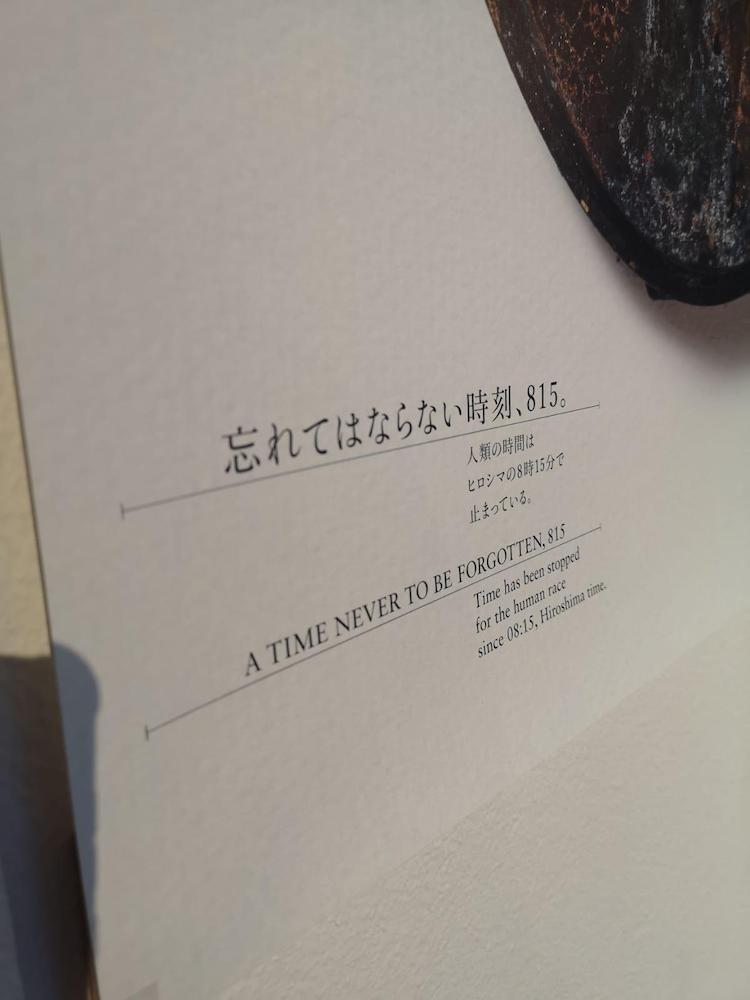 忘れてはならない時刻、815。
人類の時間は
ヒロシマの8時15分で
止まっている。
A TIME NEVER TO BE FORGOTTEN, 815
Time has been stopped
for the human race
since 08:15, Hiroshima time.